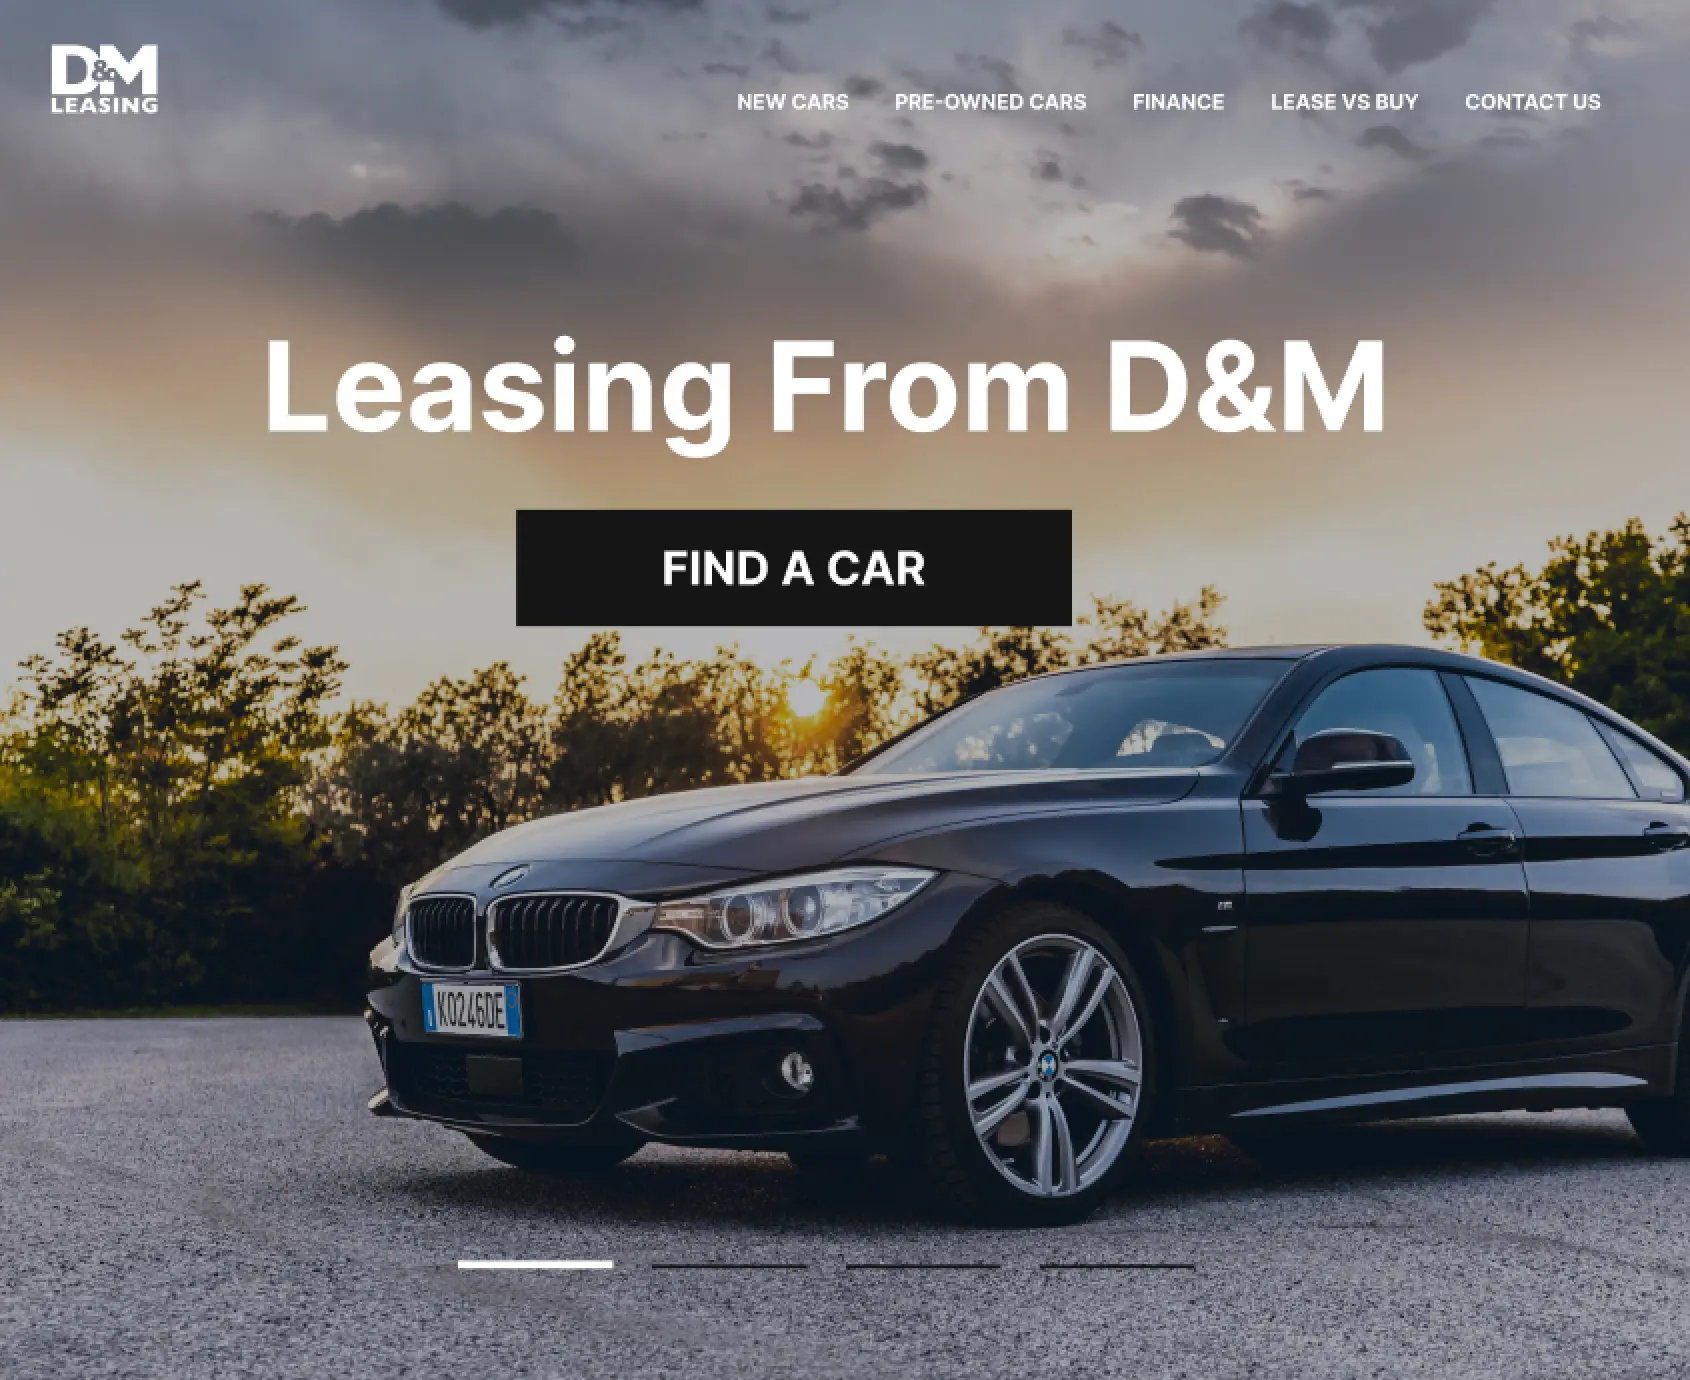 D&M
LEASING
NEW CARS PRE-OWNED CARS FINANCE LEASE VS BUY CONTACT US
Leasing From D&M
FIND A CAR
KO246DE